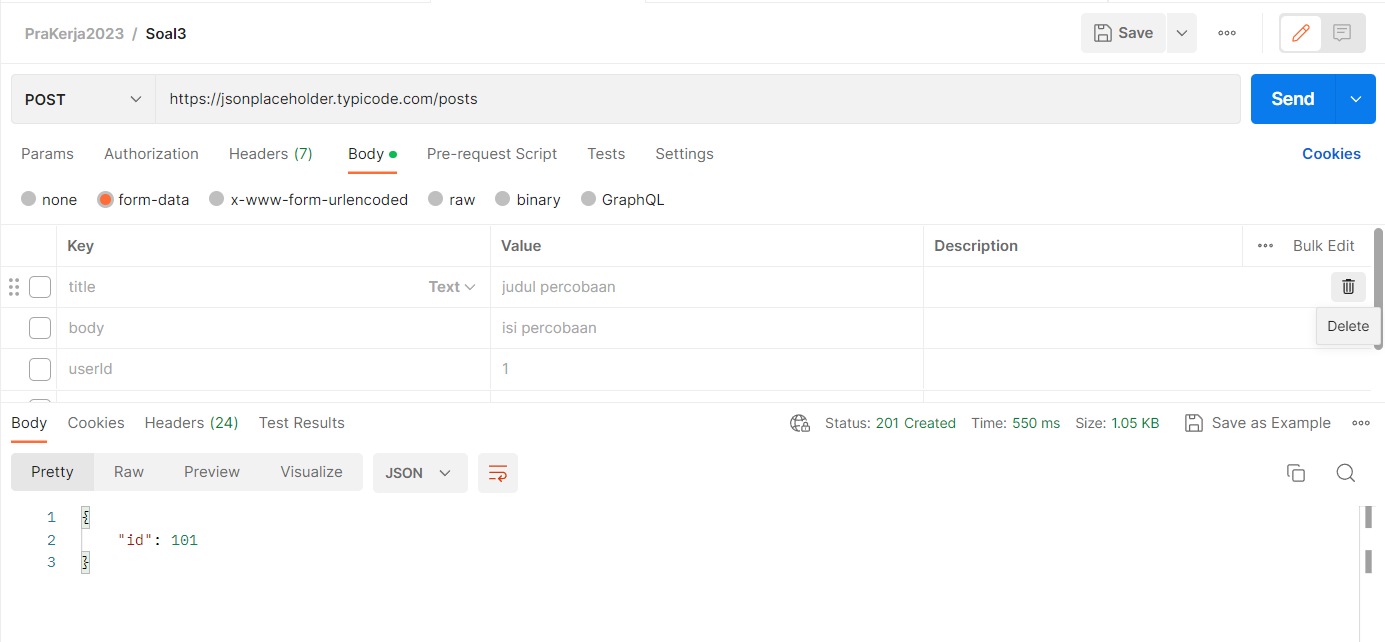 PraKerja2023 / Soal3 Save
POST https://jsonplaceholder.typicode.com/posts Send
Params Authorization Headers (7) Body Pre-request Script Tests Settings Cookies
none form-data x-www-form-urlencoded raw binary GraphQL
Key Value Description Bulk Edit
title Text judul percobaan
body isi percobaan Delete
userId 1
Body Cookies Headers (24) Test Results Status: 201 Created Time: 550 ms Size: 1.05 KB Save as Example
Pretty Raw Preview Visualize JSON
1 {
2 "id": 101
3 }